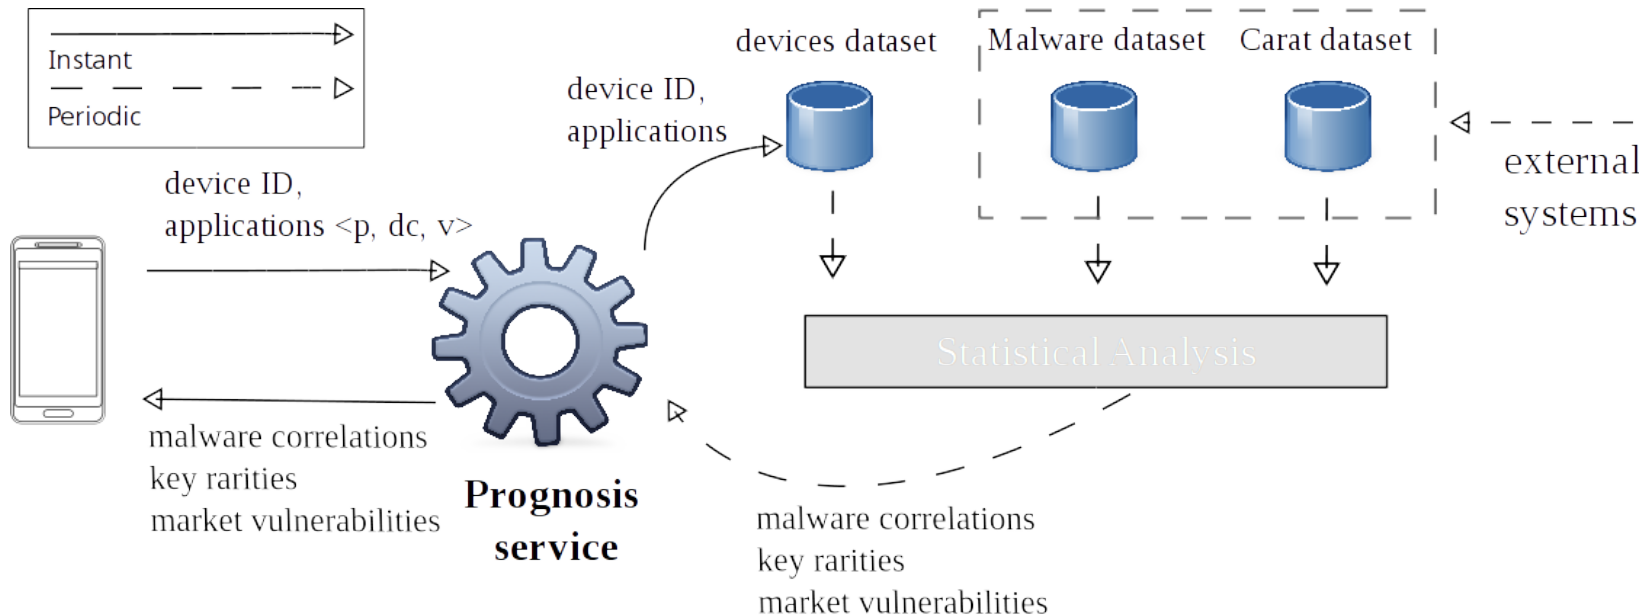 Instant
Periodic
device ID,
applications <p, dc, v>
device ID,
applications
devices dataset
Malware dataset
Carat dataset
external
systems
Statistical Analysis
malware correlations
key rarities
market vulnerabilities
Prognosis
service
malware correlations
key rarities
market vulnerabilities